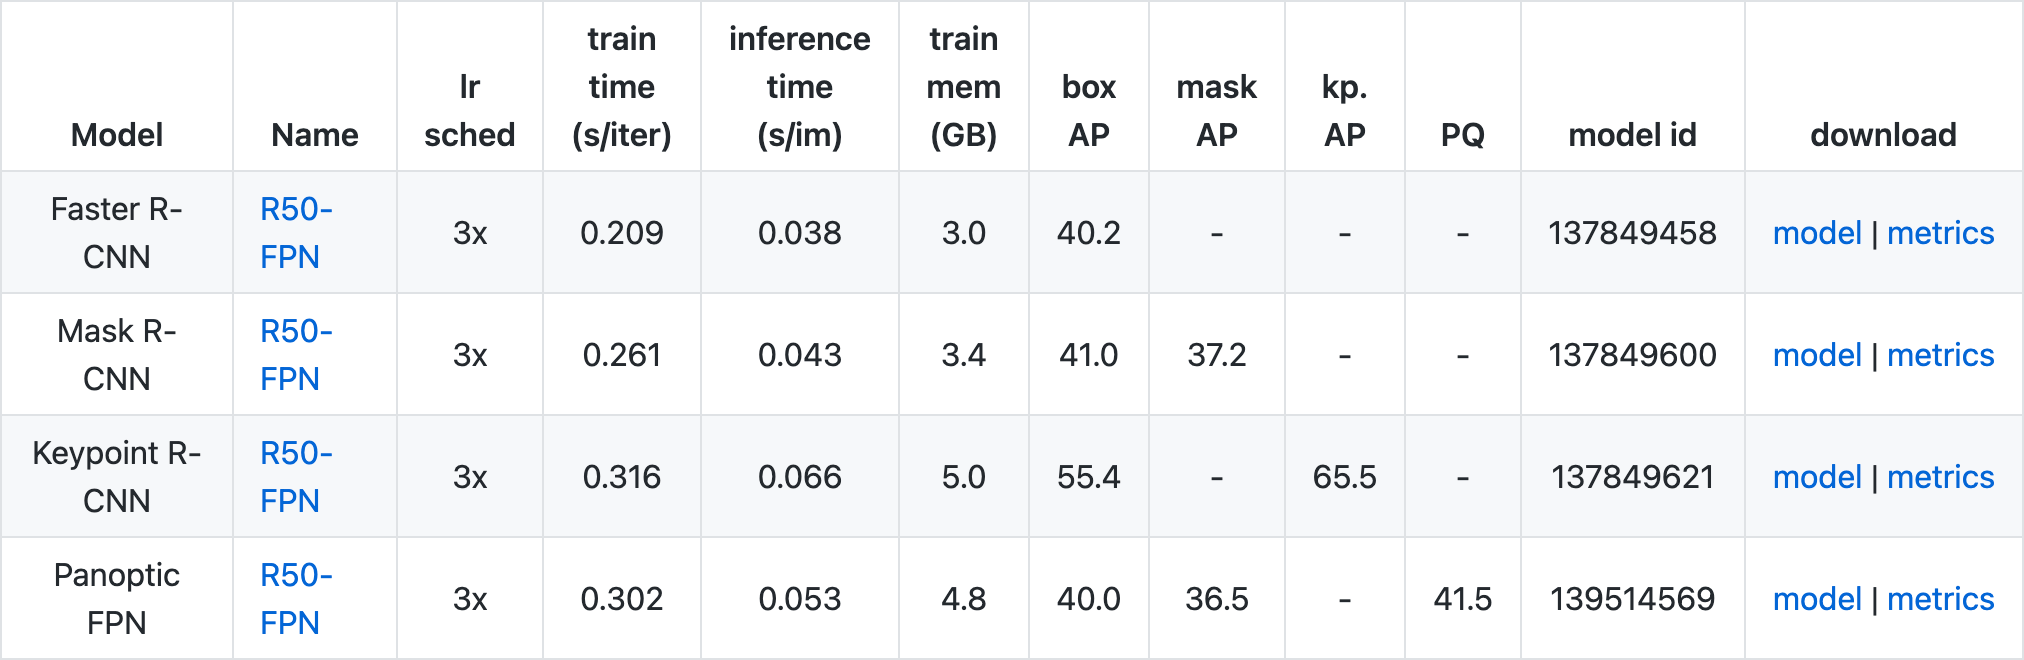 Model Name lr sched train time (s/iter) inference time (s/im) train mem (GB) box AP mask AP kp. AP PQ model id download
Faster R-CNN R50-FPN 3x 0.209 0.038 3.0 40.2 - - - 137849458 model | metrics
Mask R-CNN R50-FPN 3x 0.261 0.043 3.4 41.0 37.2 - - 137849600 model | metrics
Keypoint R-CNN R50-FPN 3x 0.316 0.066 5.0 55.4 - 65.5 - 137849621 model | metrics
Panoptic FPN R50-FPN 3x 0.302 0.053 4.8 40.0 36.5 - 41.5 139514569 model | metrics